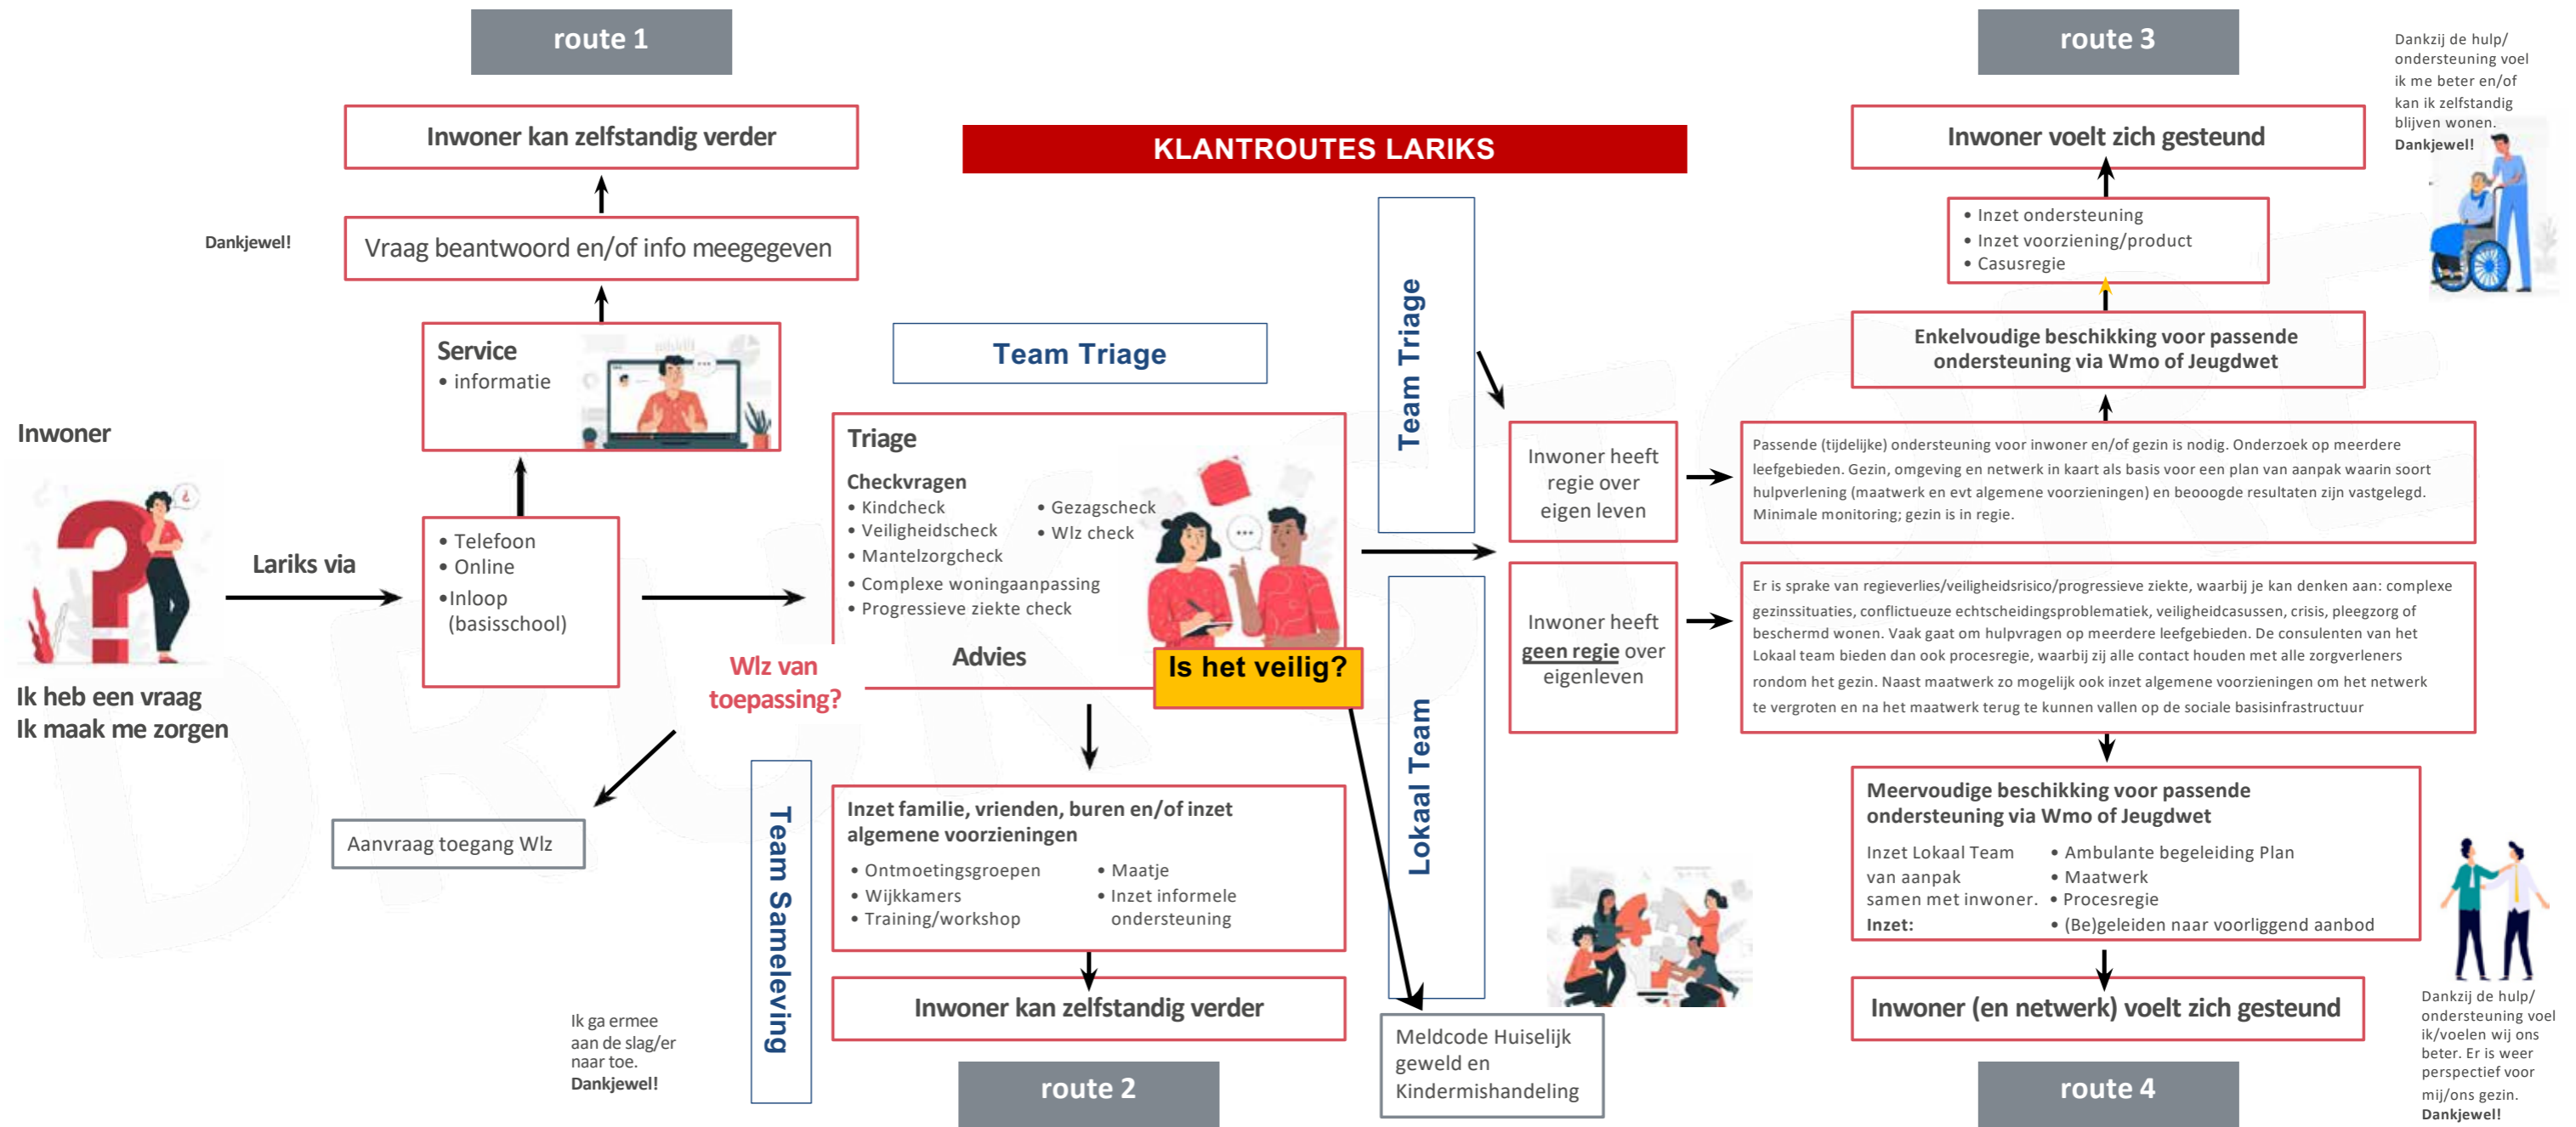 route 1
Inwoner kan zelfstandig verder
Dankjewel!
Vraag beantwoord en/of info meegegeven
Service
• informatie
Inwoner
Ik heb een vraag
Ik maak me zorgen
Lariks via
• Telefoon
• Online
•Inloop
(basisschool)
KLANTROUTES LARIKS
Team Triage
Triage
Checkvragen
• Kindcheck
• Veiligheidscheck
• Mantelzorgcheck
• Complexe woningaanpassing
• Progressieve ziekte check
• Gezagscheck
• Wlz check
Advies
Is het veilig?
Wlz van
toepassing?
Aanvraag toegang Wlz
Team Sameleving
Inzet familie, vrienden, buren en/of inzet
algemene voorzieningen
• Ontmoetingsgroepen
• Wijkkamers
• Training/workshop
• Maatje
• Inzet informele
ondersteuning
Inwoner kan zelfstandig verder
Ik ga ermee
aan de slag/er
naar toe.
Dankjewel!
route 2
Team Triage
Lokaal Team
Meldcode Huiselijk
geweld en
Kindermishandeling
Inwoner heeft
regie over
eigen leven
Inwoner heeft
geen regie over
eigenleven
route 3
Inwoner voelt zich gesteund
Dankzij de hulp/
ondersteuning voel
ik me beter en/of
kan ik zelfstandig
blijven wonen.
Dankjewel!
• Inzet ondersteuning
• Inzet voorziening/product
• Casusregie
Enkelvoudige beschikking voor passende
ondersteuning via Wmo of Jeugdwet
Passende (tijdelijke) ondersteuning voor inwoner en/of gezin is nodig. Onderzoek op meerdere
leefgebieden. Gezin, omgeving en netwerk in kaart als basis voor een plan van aanpak waarin soort
hulpverlening (maatwerk en evt algemene voorzieningen) en beooogde resultaten zijn vastgelegd.
Minimale monitoring; gezin is in regie.
Er is sprake van regieverlies/veiligheidsrisico/progressieve ziekte, waarbij je kan denken aan: complexe
gezinssituaties, conflictueuze echtscheidingsproblematiek, veiligheidcasussen, crisis, pleegzorg of
beschermd wonen. Vaak gaat om hulpvragen op meerdere leefgebieden. De consulenten van het
Lokaal team bieden dan ook procesregie, waarbij zij alle contact houden met alle zorgverleners
rondom het gezin. Naast maatwerk zo mogelijk ook inzet algemene voorzieningen om het netwerk
te vergroten en na het maatwerk terug te kunnen vallen op de sociale basisinfrastructuur
Meervoudige beschikking voor passende
ondersteuning via Wmo of Jeugdwet
Inzet Lokaal Team
van aanpak
samen met inwoner.
Inzet:
• Ambulante begeleiding Plan
• Maatwerk
• Procesregie
• (Be)geleiden naar voorliggend aanbod
Inwoner (en netwerk) voelt zich gesteund
Dankzij de hulp/
ondersteuning voel
ik/voelen wij ons
beter. Er is weer
perspectief voor
mij/ons gezin.
Dankjewel!
route 4